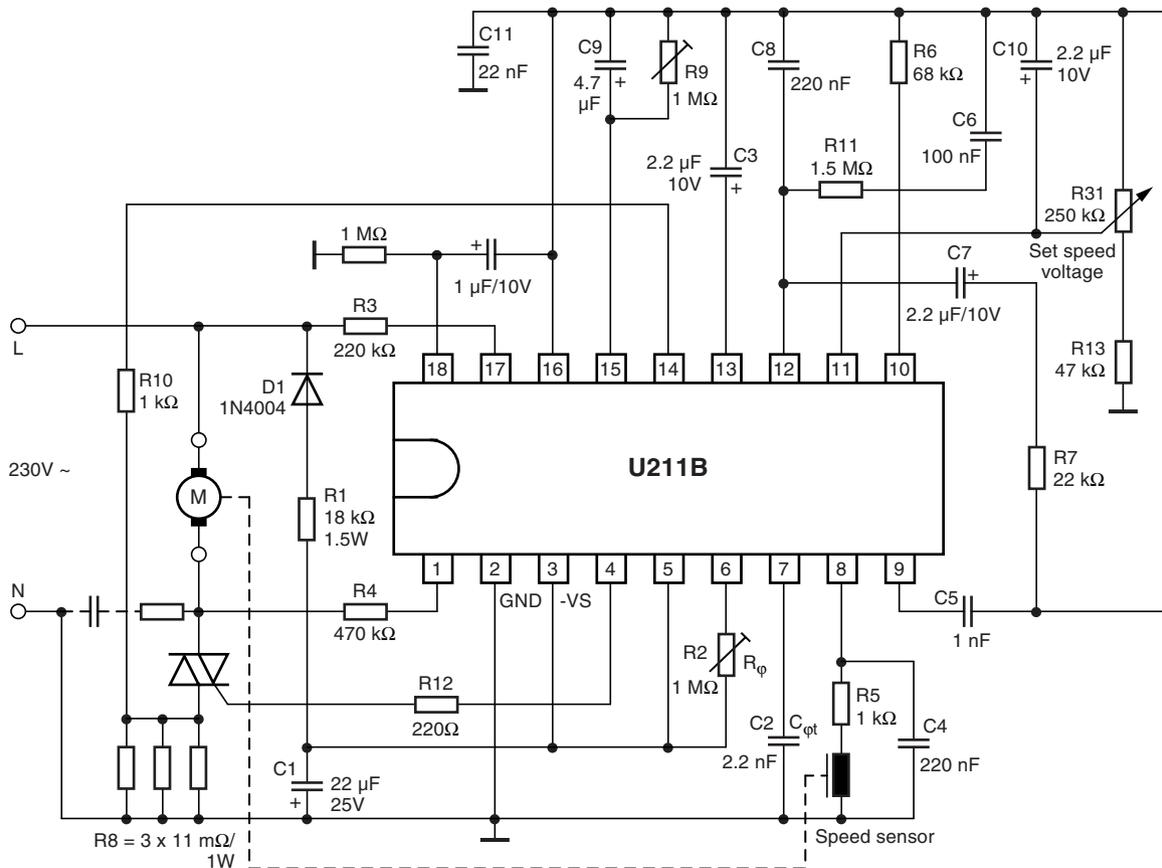 C11
22 nF
C9
4.7
µF
+
R9
1 MΩ
C8
220 nF
R6
68 kΩ
C10
2.2 µF
10V
+
C6
100 nF
R11
1.5 MΩ
2.2 µF
10V
C3
+
R31
250 kΩ
Set speed
voltage
1 MΩ
+
1 µF/10V
C7
+
2.2 µF/10V
L
R3
220 kΩ
R13
47 kΩ
18
17
16
15
14
13
12
11
10
R10
1 kΩ
D1
1N4004
230V ~
M
U211B
R7
22 kΩ
R1
18 kΩ
1.5W
N
R4
470 kΩ
1
2
3
4
5
6
7
8
9
GND
-VS
C5
1 nF
R2
1 MΩ
Rφ
R12
220Ω
R5
1 kΩ
C2
2.2 nF
Cφt
C4
220 nF
C1
22 µF
25V
+
R8 = 3 x 11 mΩ/
1W
Speed sensor